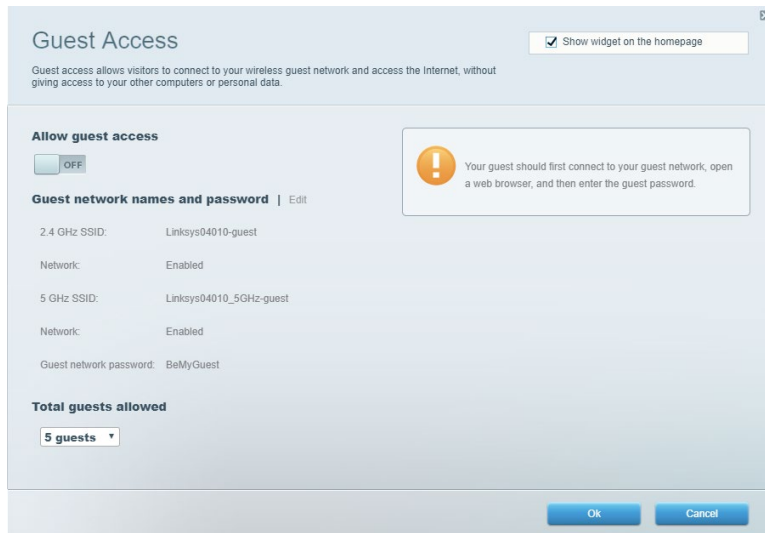 Guest Access
Show widget on the homepage
Guest access allows visitors to connect to your wireless guest network and access the Internet, without
giving access to your other computers or personal data.
Allow guest access
OFF
Your guest should first connect to your guest network, open
a web browser, and then enter the guest password.
Guest network names and password | Edit
2.4 GHz SSID: Linksys04010-guest
Network: Enabled
5 GHz SSID: Linksys04010_5GHz-guest
Network: Enabled
Guest network password: BeMyGuest
Total guests allowed
5 guests
Ok
Cancel